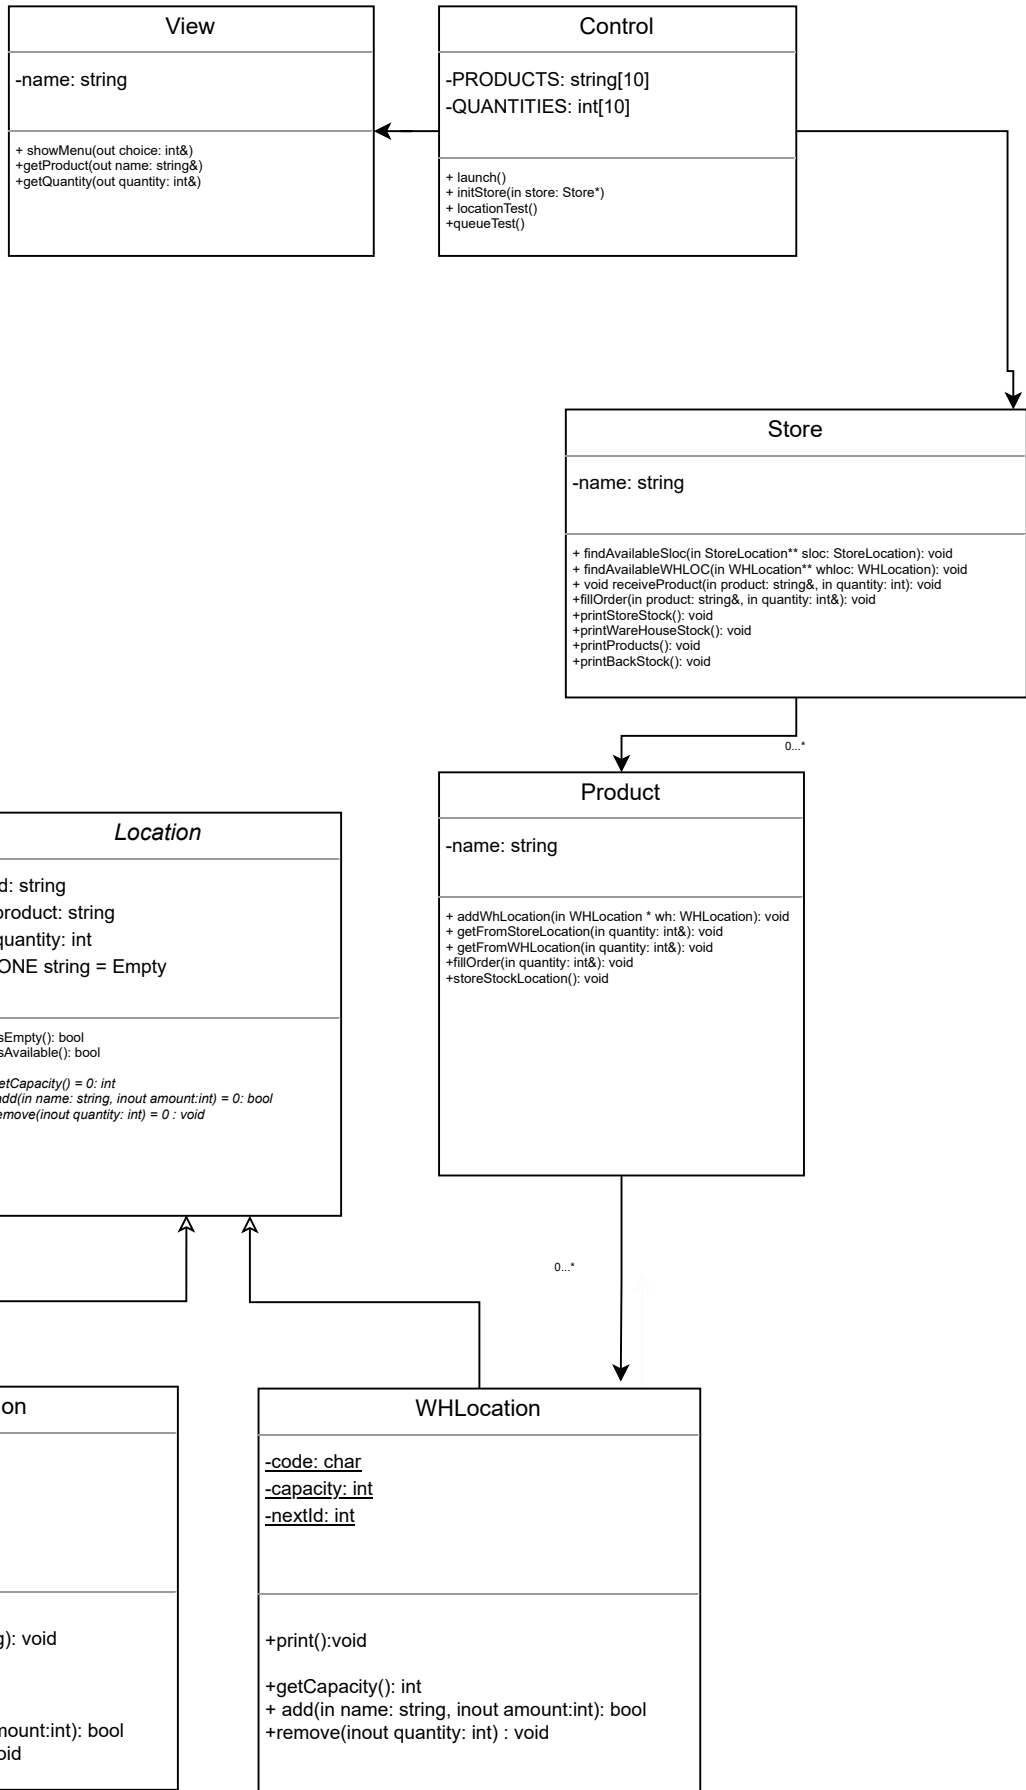 View
-name: string
+ showMenu(out choice: int&)
+getProduct(out name: string&)
+getQuantity(out quantity: int&)
Control
-PRODUCTS: string[10]
-QUANTITIES: int[10]
+ launch()
+ initStore(in store: Store*)
+ locationTest()
+queueTest()
Store
-name: string
+ findAvailableSloc(in StoreLocation** sloc: StoreLocation): void
+ findAvailableWHLOC(in WHLocation** whloc: WHLocation): void
+ void receiveProduct(in product: string&, in quantity: int): void
+fillOrder(in product: string&, in quantity: int&): void
+printStoreStock(): void
+printWareHouseStock(): void
+printProducts(): void
+printBackStock(): void
0...*
Product
-name: string
+ addWhLocation(in WHLocation * wh: WHLocation): void
+ getFromStoreLocation(in quantity: int&): void
+ getFromWHLocation(in quantity: int&): void
+fillOrder(in quantity: int&): void
+storeStockLocation(): void
Location
d: string
product: string
quantity: int
ONE string = Empty
sEmpty(): bool
sAvailable(): bool
etCapacity() = 0: int
add(in name: string, inout amount:int) = 0: bool
emove(inout quantity: int) = 0 : void
0...*
on
g): void
mount:int): bool
oid
WHLocation
-code: char
-capacity: int
-nextId: int
+print():void
+getCapacity(): int
+ add(in name: string, inout amount:int): bool
+remove(inout quantity: int) : void